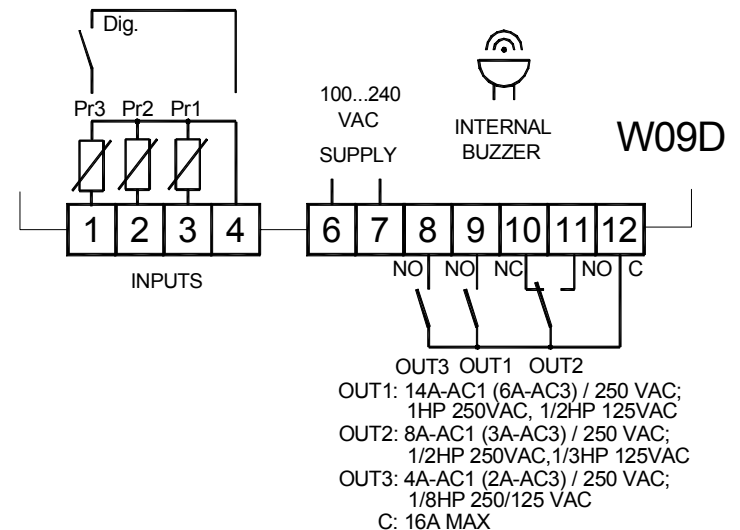 Dig.
Pr3 Pr2 Pr1
1 2 3 4
INPUTS
100...240
VAC
SUPPLY
INTERNAL
BUZZER
W09D
6 7 8 9 10 11 12
NO NO NC NO C
OUT3 OUT1 OUT2
OUT1: 14A-AC1 (6A-AC3) / 250 VAC;
1HP 250VAC, 1/2HP 125VAC
OUT2: 8A-AC1 (3A-AC3) / 250 VAC;
1/2HP 250VAC,1/3HP 125VAC
OUT3: 4A-AC1 (2A-AC3) / 250 VAC;
1/8HP 250/125 VAC
C: 16A MAX